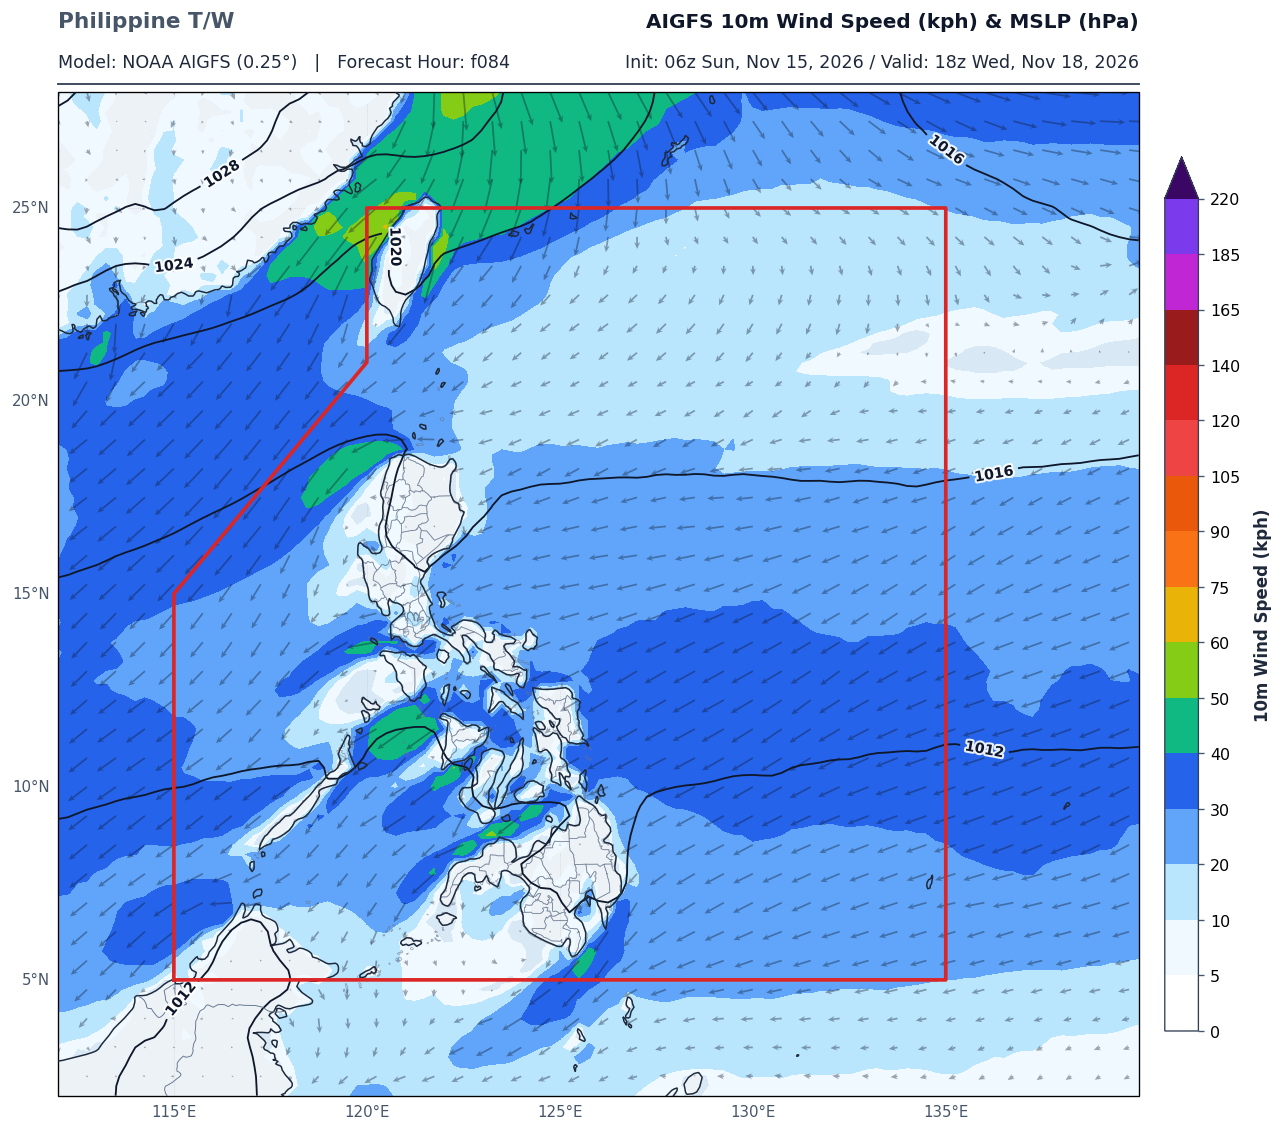 Philippine T/W
AIGFS 10m Wind Speed (kph) & MSLP (hPa)
Model: NOAA AIGFS (0.25°) | Forecast Hour: f084
Init: 06z Sun, Nov 15, 2026 / Valid: 18z Wed, Nov 18, 2026
1028
1016
1024
1020
1016
1012
1012
25°N
20°N
15°N
10°N
5°N
115°E
120°E
125°E
130°E
135°E
220
185
165
140
120
105
90
75
60
50
40
30
20
10
5
0
10m Wind Speed (kph)